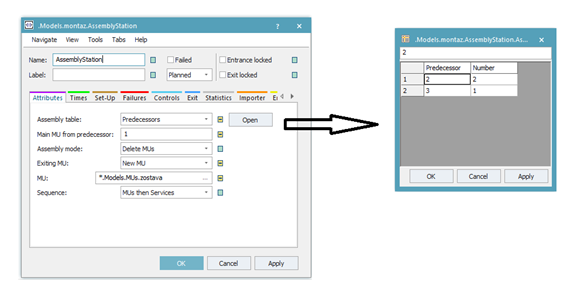 .Models.montaz.AssemblyStation
? ×
Navigate View Tools Tabs Help
Name: AssemblyStation Failed Entrance locked
Label: Planned Exit locked
Attributes Times Set-Up Failures Controls Exit Statistics Importer
Assembly table: Predecessors Open
Main MU from predecessor: 1
Assembly mode: Delete MUs
Exiting MU: New MU
MU: *.Models.MUs.zostava ...
Sequence: MUs then Services
OK Cancel Apply
.Models.montaz.AssemblyStation.As... ×
2
Predecessor Number
1 2 2
2 3 1
OK Cancel Apply